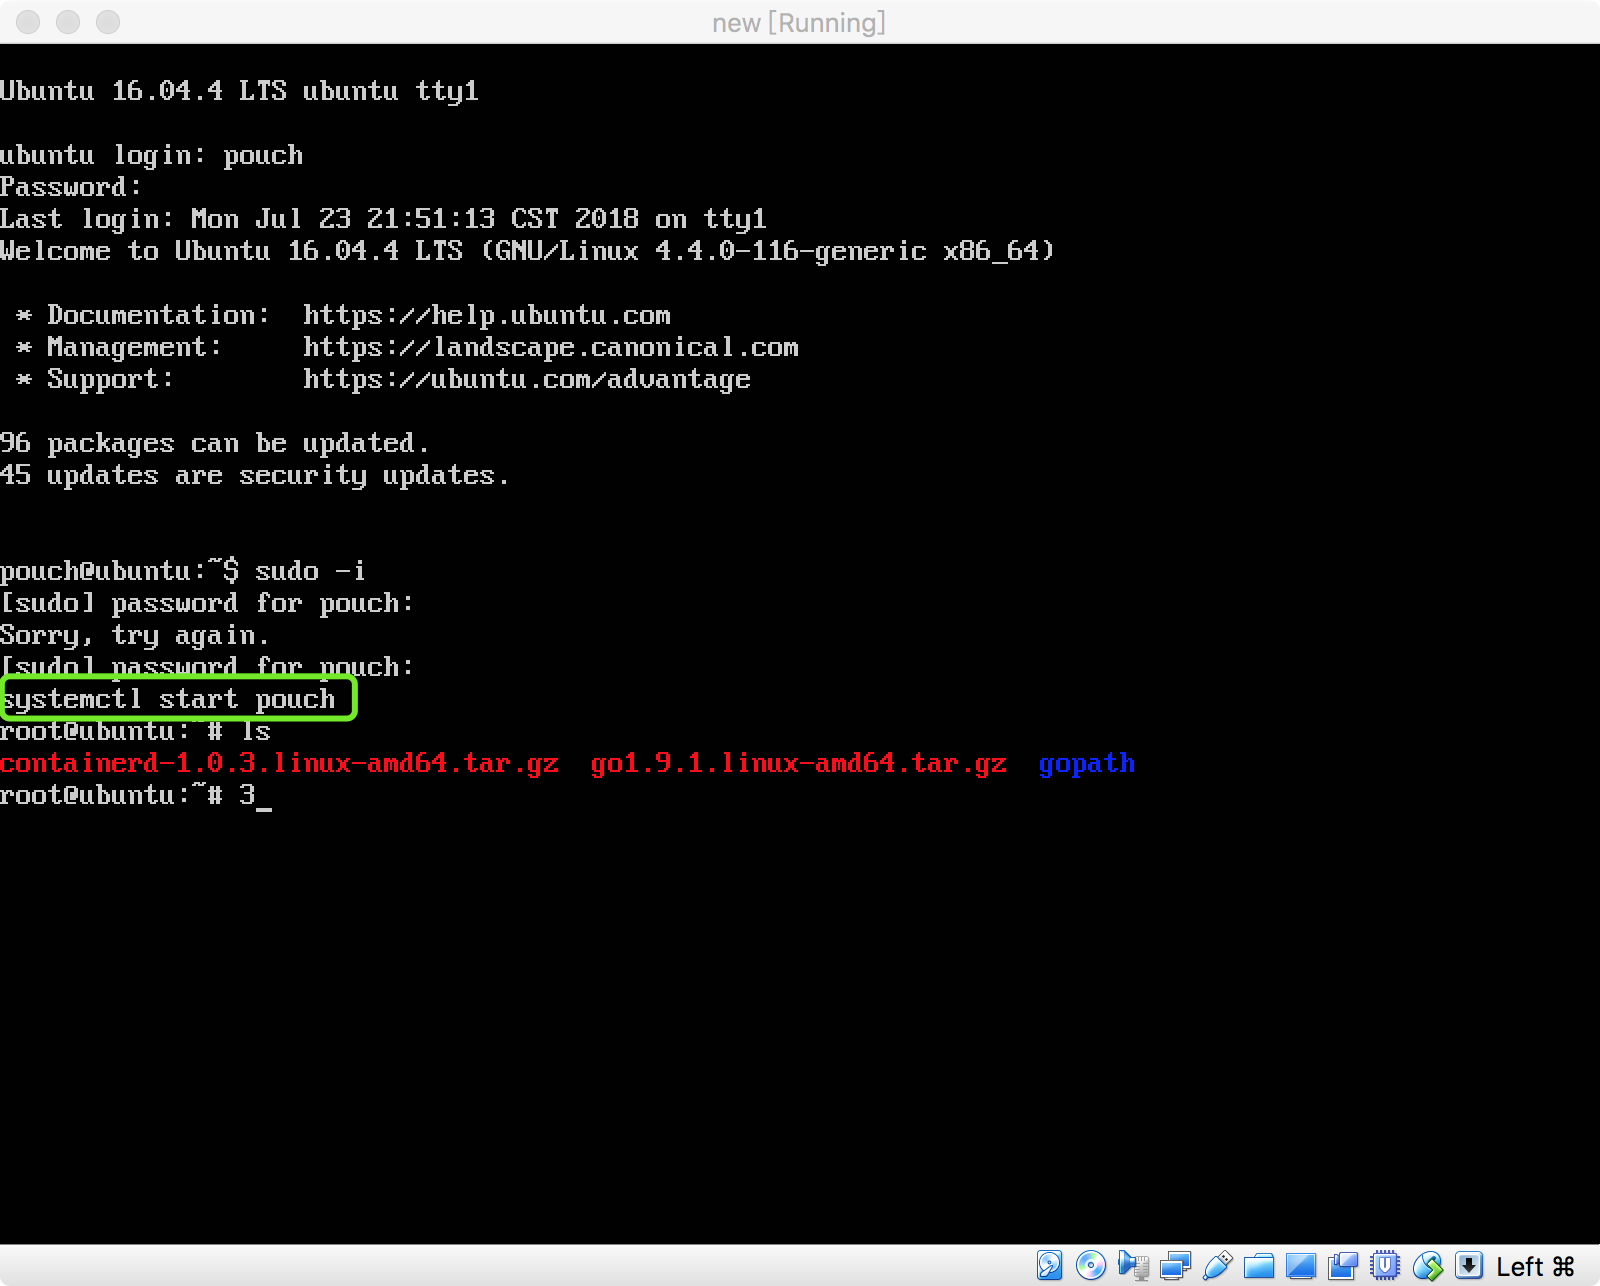 new [Running]
Ubuntu 16.04.4 LTS ubuntu tty1
ubuntu login: pouch
Password:
Last login: Mon Jul 23 21:51:13 CST 2018 on tty1
Welcome to Ubuntu 16.04.4 LTS (GNU/Linux 4.4.0-116-generic x86_64)
* Documentation:  https://help.ubuntu.com
* Management:     https://landscape.canonical.com
* Support:        https://ubuntu.com/advantage
96 packages can be updated.
45 updates are security updates.
pouch@ubuntu:~$ sudo -i
[sudo] password for pouch:
Sorry, try again.
[sudo] password for pouch:
systemctl start pouch
root@ubuntu:~# ls
containerd-1.0.3.linux-amd64.tar.gz  go1.9.1.linux-amd64.tar.gz  gopath
root@ubuntu:~# 3_
Left ⌘